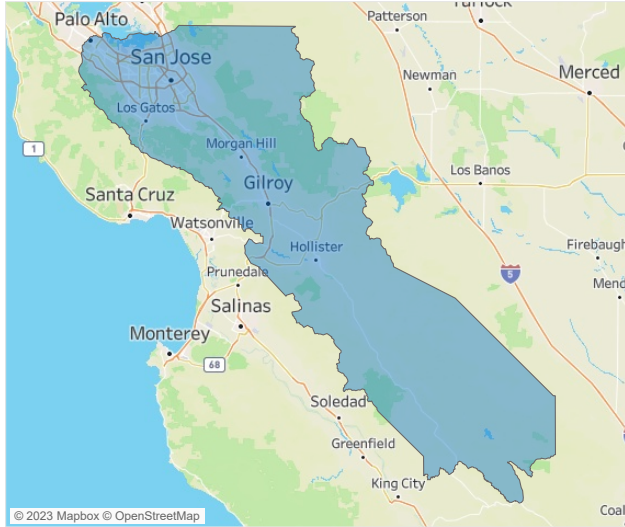 Palo Alto
Patterson
San Jose
Newman
Merced
Los Gatos
1
Morgan Hill
Los Banos
Gilroy
Santa Cruz
Watsonville
Hollister
Firebaugh
5
Prunedale
Mend
Salinas
Monterey
68
Soledad
Greenfield
King City
Coal
© 2023 Mapbox © OpenStreetMap